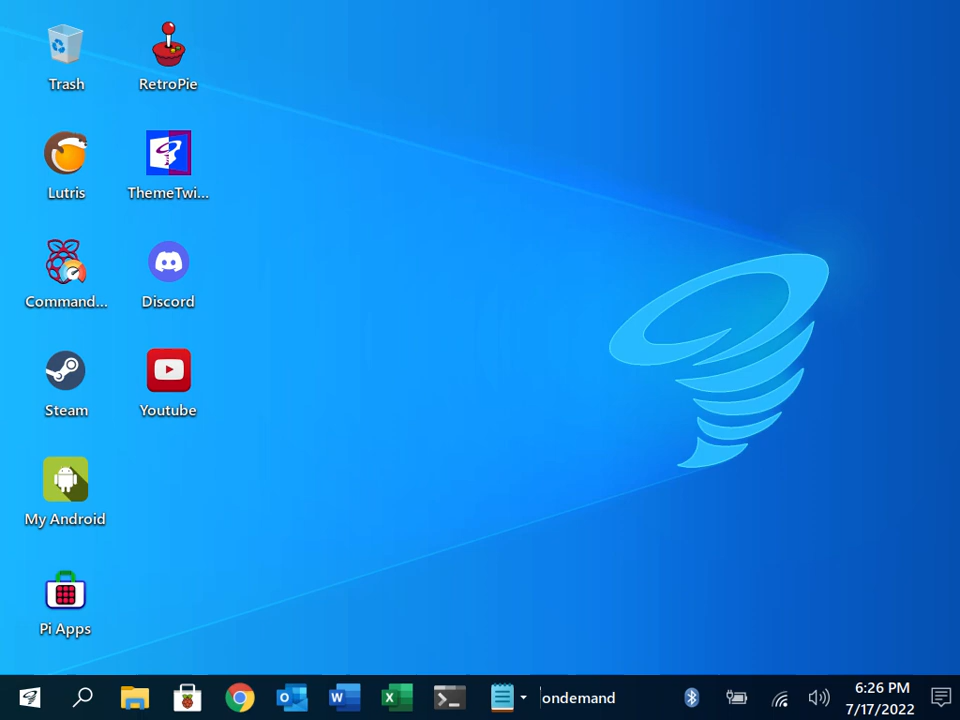 Trash
RetroPie
Lutris
ThemeTwi...
Command...
Discord
Steam
Youtube
My Android
Pi Apps
ondemand
6:26 PM
7/17/2022